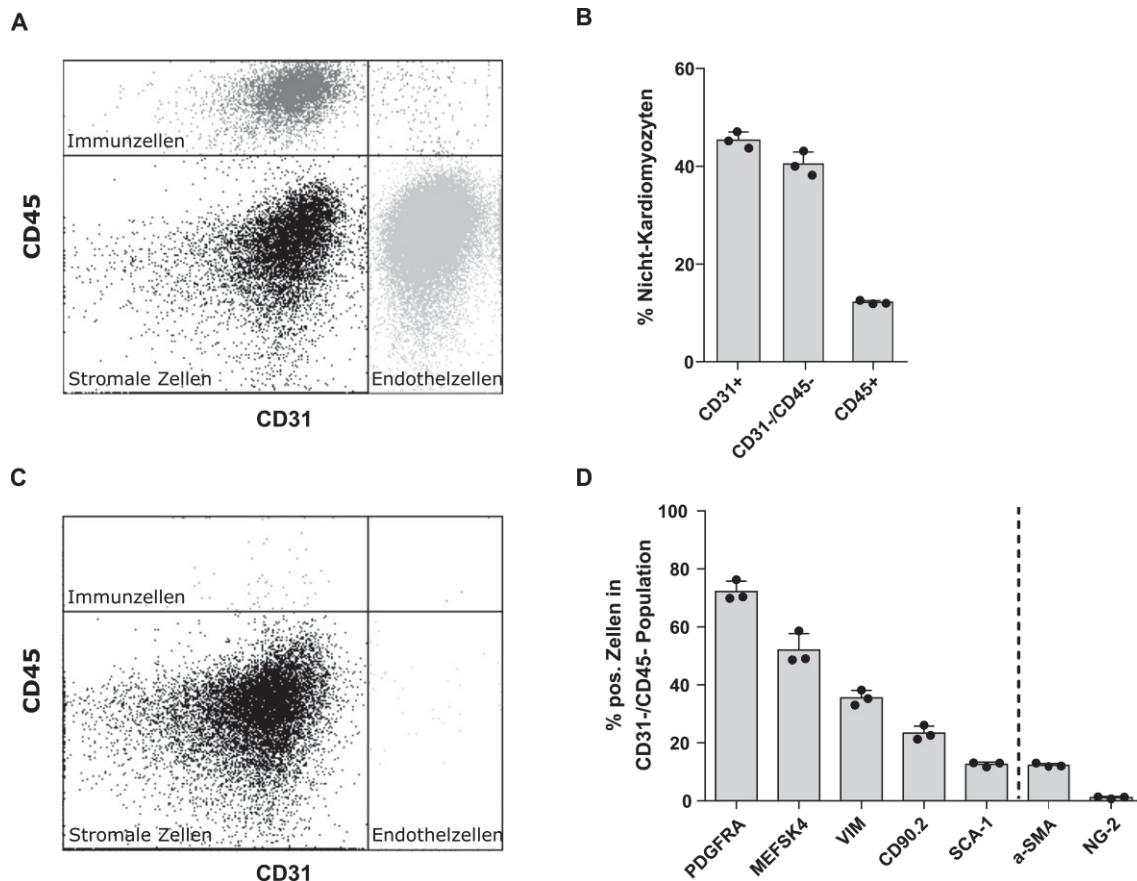 A
Immunzellen
CD45
Stromale Zellen
Endothelzellen
CD31
B
60
40
20
0
% Nicht-Kardiomyozyten
CD31+
CD31-/CD45-
CD45+
C
Immunzellen
CD45
Stromale Zellen
Endothelzellen
CD31
D
100
80
60
40
20
0
% pos. Zellen in
CD31-/CD45- Population
PDGFRA
MEFSK4
VIM
CD90.2
SCA-1
a-SMA
NG-2